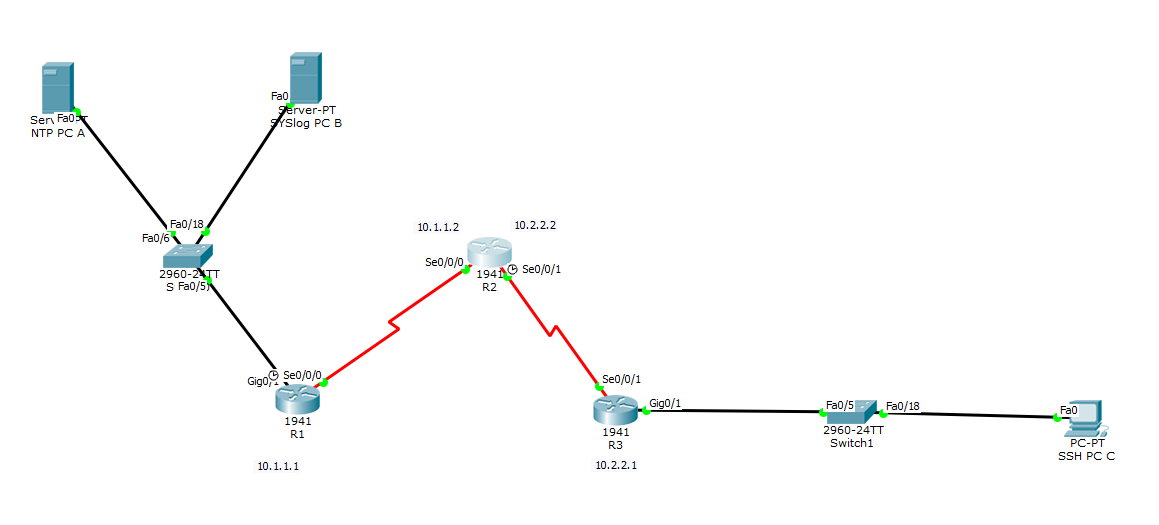 Fa0
NTP PC A
Fa0
Server-PT
SYSlog PC B
Fa0/18
Fa0/6
2960-24TT
S
Fa0/5
10.1.1.2
10.2.2.2
Se0/0/0
Se0/0/1
1941
R2
Gig0/1
Se0/0/0
1941
R1
10.1.1.1
Se0/0/1
Gig0/1
1941
R3
10.2.2.1
Fa0/5
Fa0/18
2960-24TT
Switch1
Fa0
PC-PT
SSH PC C